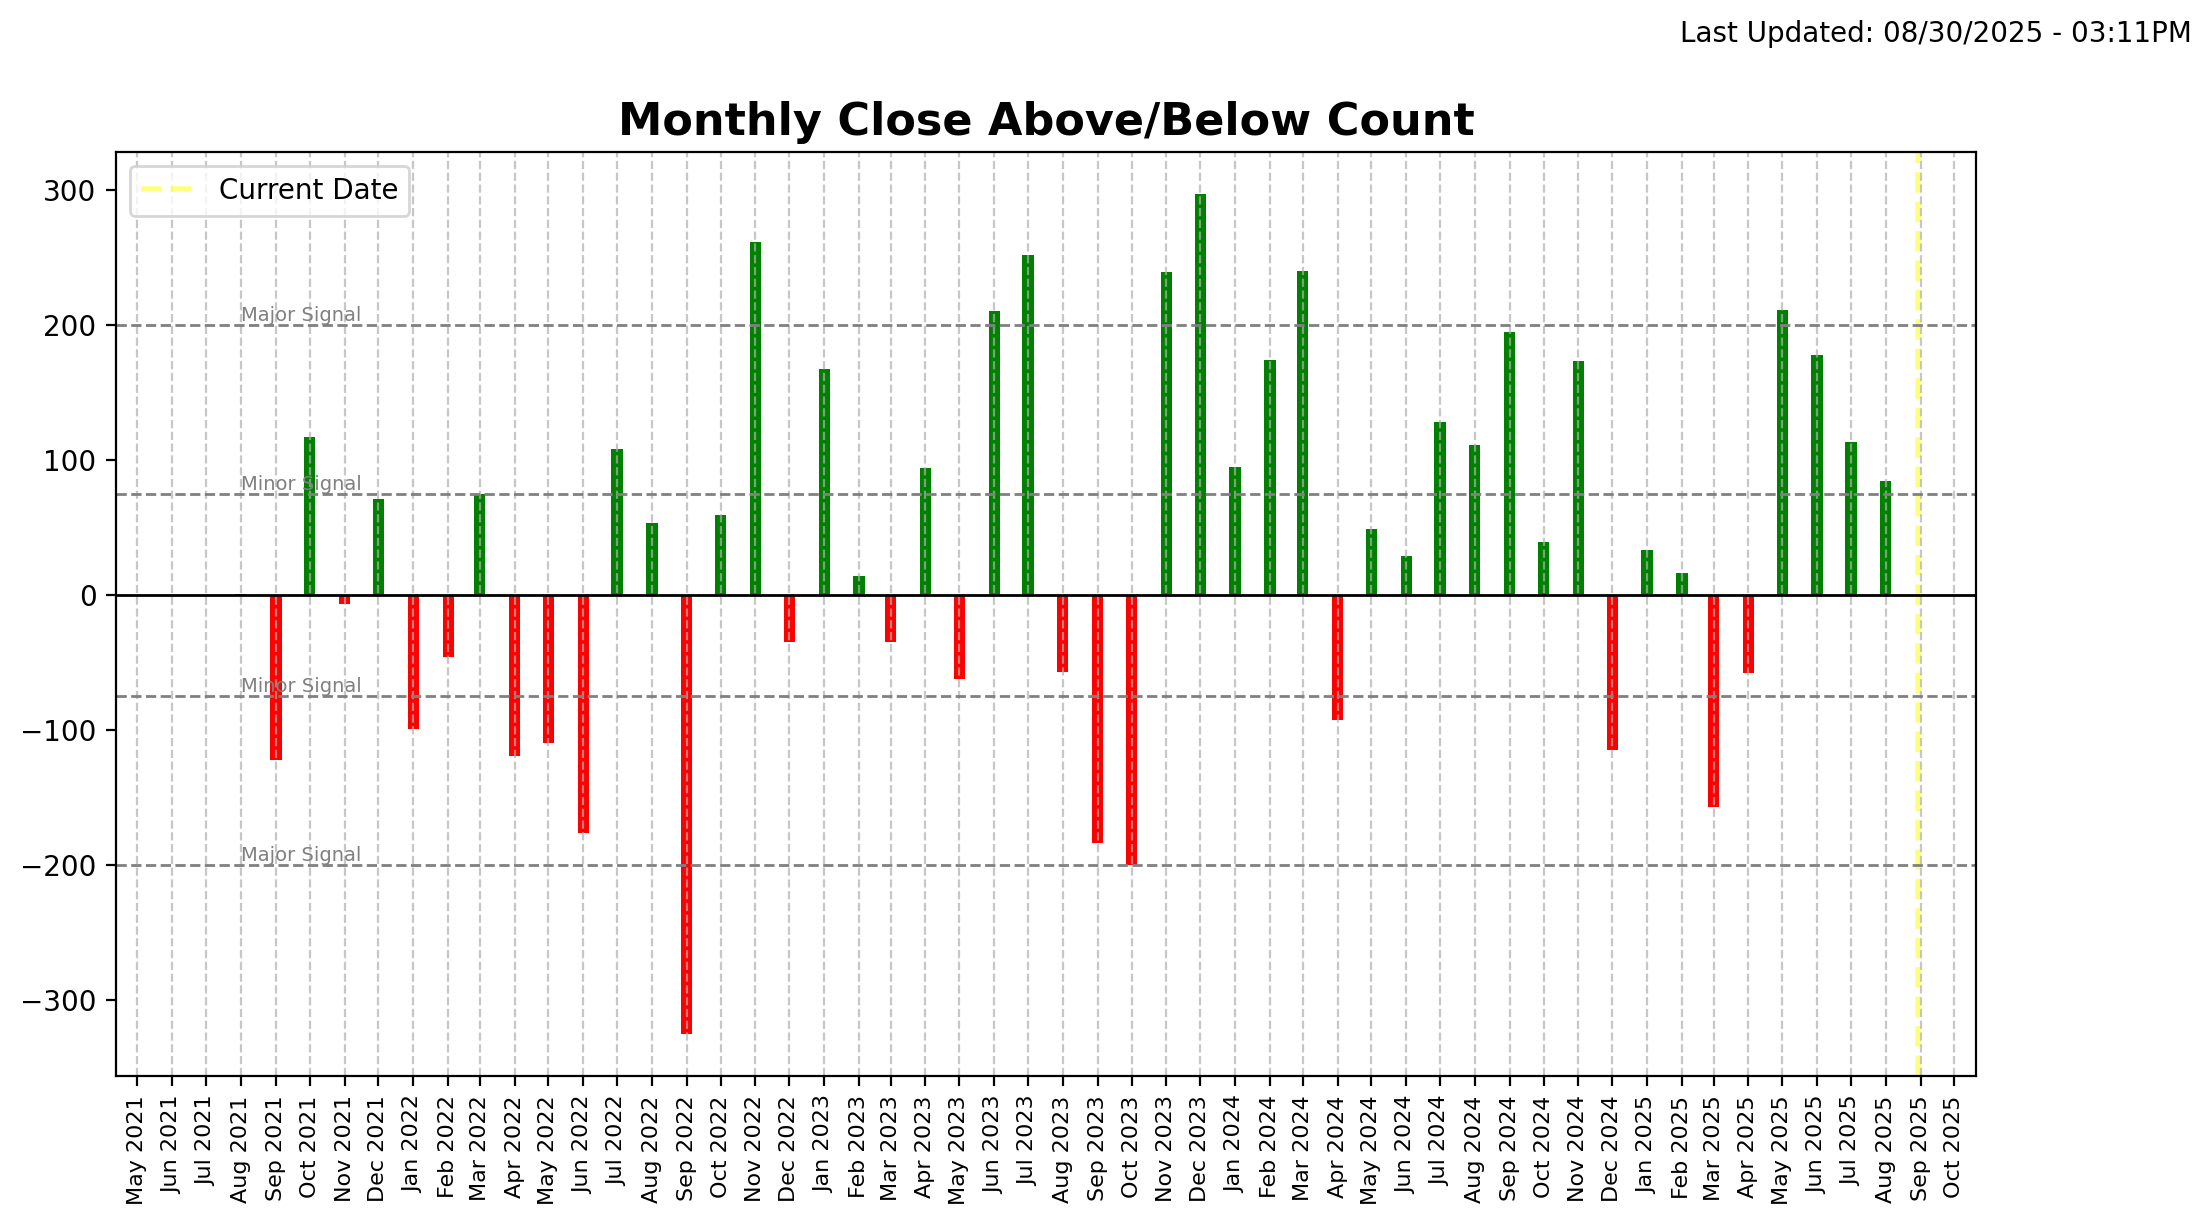 Last Updated: 08/30/2025 - 03:11PM
Monthly Close Above/Below Count
Current Date
300
200
100
0
−100
−200
−300
Major Signal
Minor Signal
Minor Signal
Major Signal
May 2021
Jun 2021
Jul 2021
Aug 2021
Sep 2021
Oct 2021
Nov 2021
Dec 2021
Jan 2022
Feb 2022
Mar 2022
Apr 2022
May 2022
Jun 2022
Jul 2022
Aug 2022
Sep 2022
Oct 2022
Nov 2022
Dec 2022
Jan 2023
Feb 2023
Mar 2023
Apr 2023
May 2023
Jun 2023
Jul 2023
Aug 2023
Sep 2023
Oct 2023
Nov 2023
Dec 2023
Jan 2024
Feb 2024
Mar 2024
Apr 2024
May 2024
Jun 2024
Jul 2024
Aug 2024
Sep 2024
Oct 2024
Nov 2024
Dec 2024
Jan 2025
Feb 2025
Mar 2025
Apr 2025
May 2025
Jun 2025
Jul 2025
Aug 2025
Sep 2025
Oct 2025